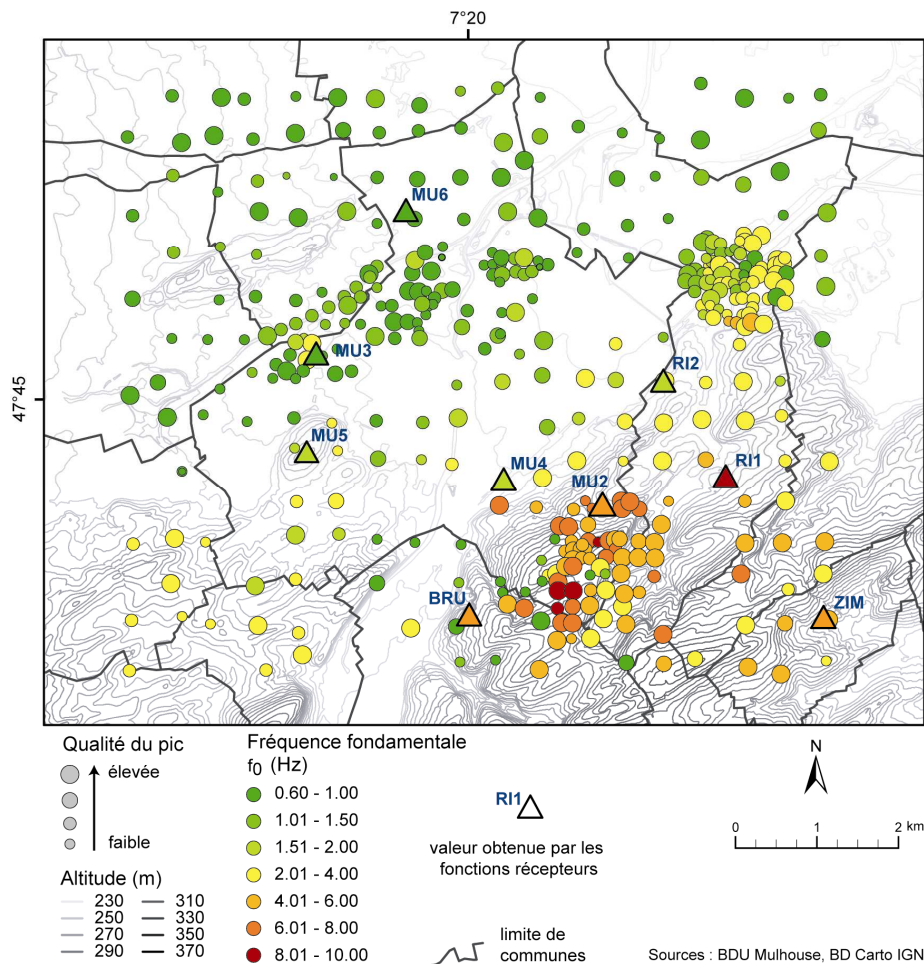 7°20
47°45
MU6
MU3
RI2
MU5
MU4
RI1
MU2
BRU
ZIM
Qualité du pic
élevée
faible
Altitude (m)
230
250
270
290
310
330
350
370
Fréquence fondamentale
f0 (Hz)
0.60 - 1.00
1.01 - 1.50
1.51 - 2.00
2.01 - 4.00
4.01 - 6.00
6.01 - 8.00
8.01 - 10.00
RI1
valeur obtenue par les
fonctions récepteurs
limite de
communes
N
0 1 2 km
Sources : BDU Mulhouse, BD Carto IGN